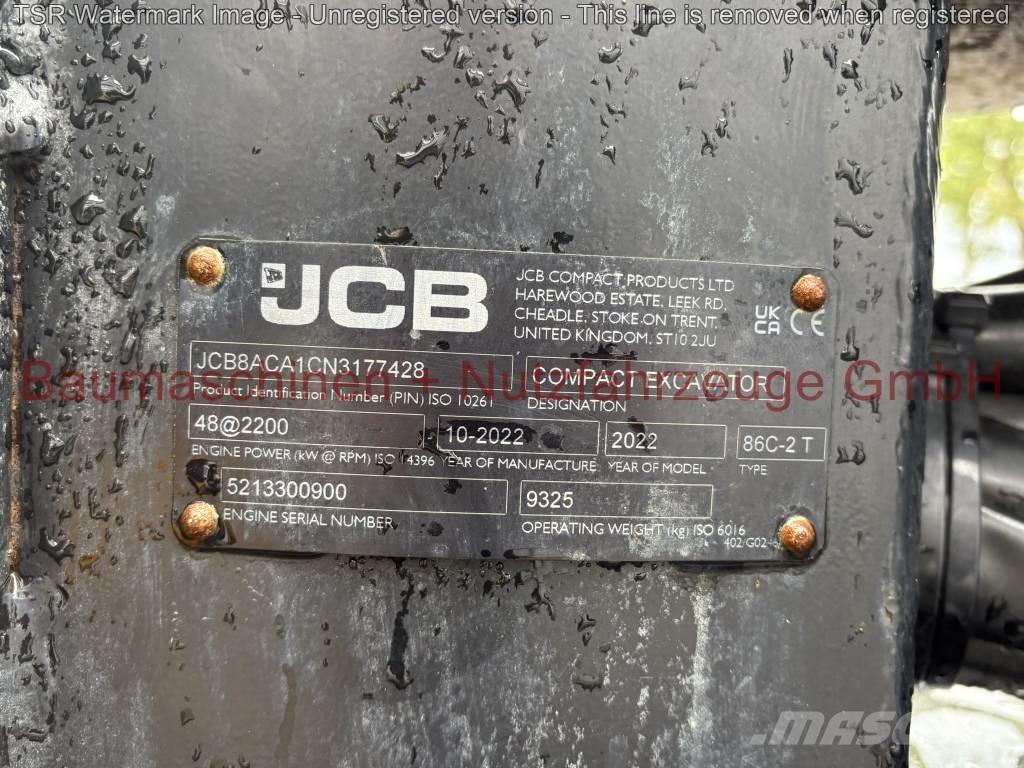 TSR Watermark Image - Unregistered version - This line is removed when registered
JCB
JCB COMPACT PRODUCTS LTD
HAREWOOD ESTATE, LEEK RD,
CHEADLE, STOKE ON TRENT,
UNITED KINGDOM, ST10 2JU
UK
CA CE
JCB8ACA1CN3177428
Product Identification Number (PIN) ISO 10261
COMPACT EXCAVATOR
DESIGNATION
Baumaschinen + Nutzfahrzeuge GmbH
48@2200
ENGINE POWER (kW @ RPM) ISO 14396
10-2022
YEAR OF MANUFACTURE
2022
YEAR OF MODEL
86C-2 T
TYPE
5213300900
ENGINE SERIAL NUMBER
9325
OPERATING WEIGHT (kg) ISO 6016